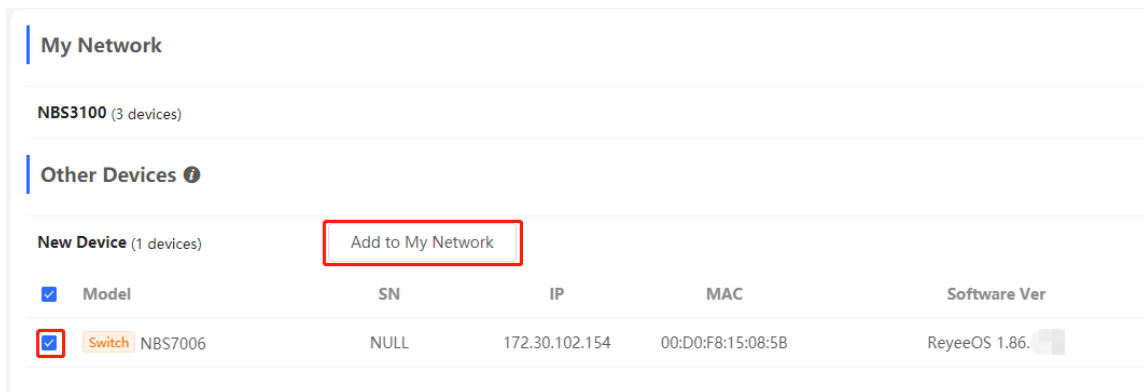 My Network
NBS3100 (3 devices)
Other Devices
New Device (1 devices) Add to My Network
Model SN IP MAC Software Ver
Switch NBS7006 NULL 172.30.102.154 00:D0:F8:15:08:5B ReyeeOS 1.86.